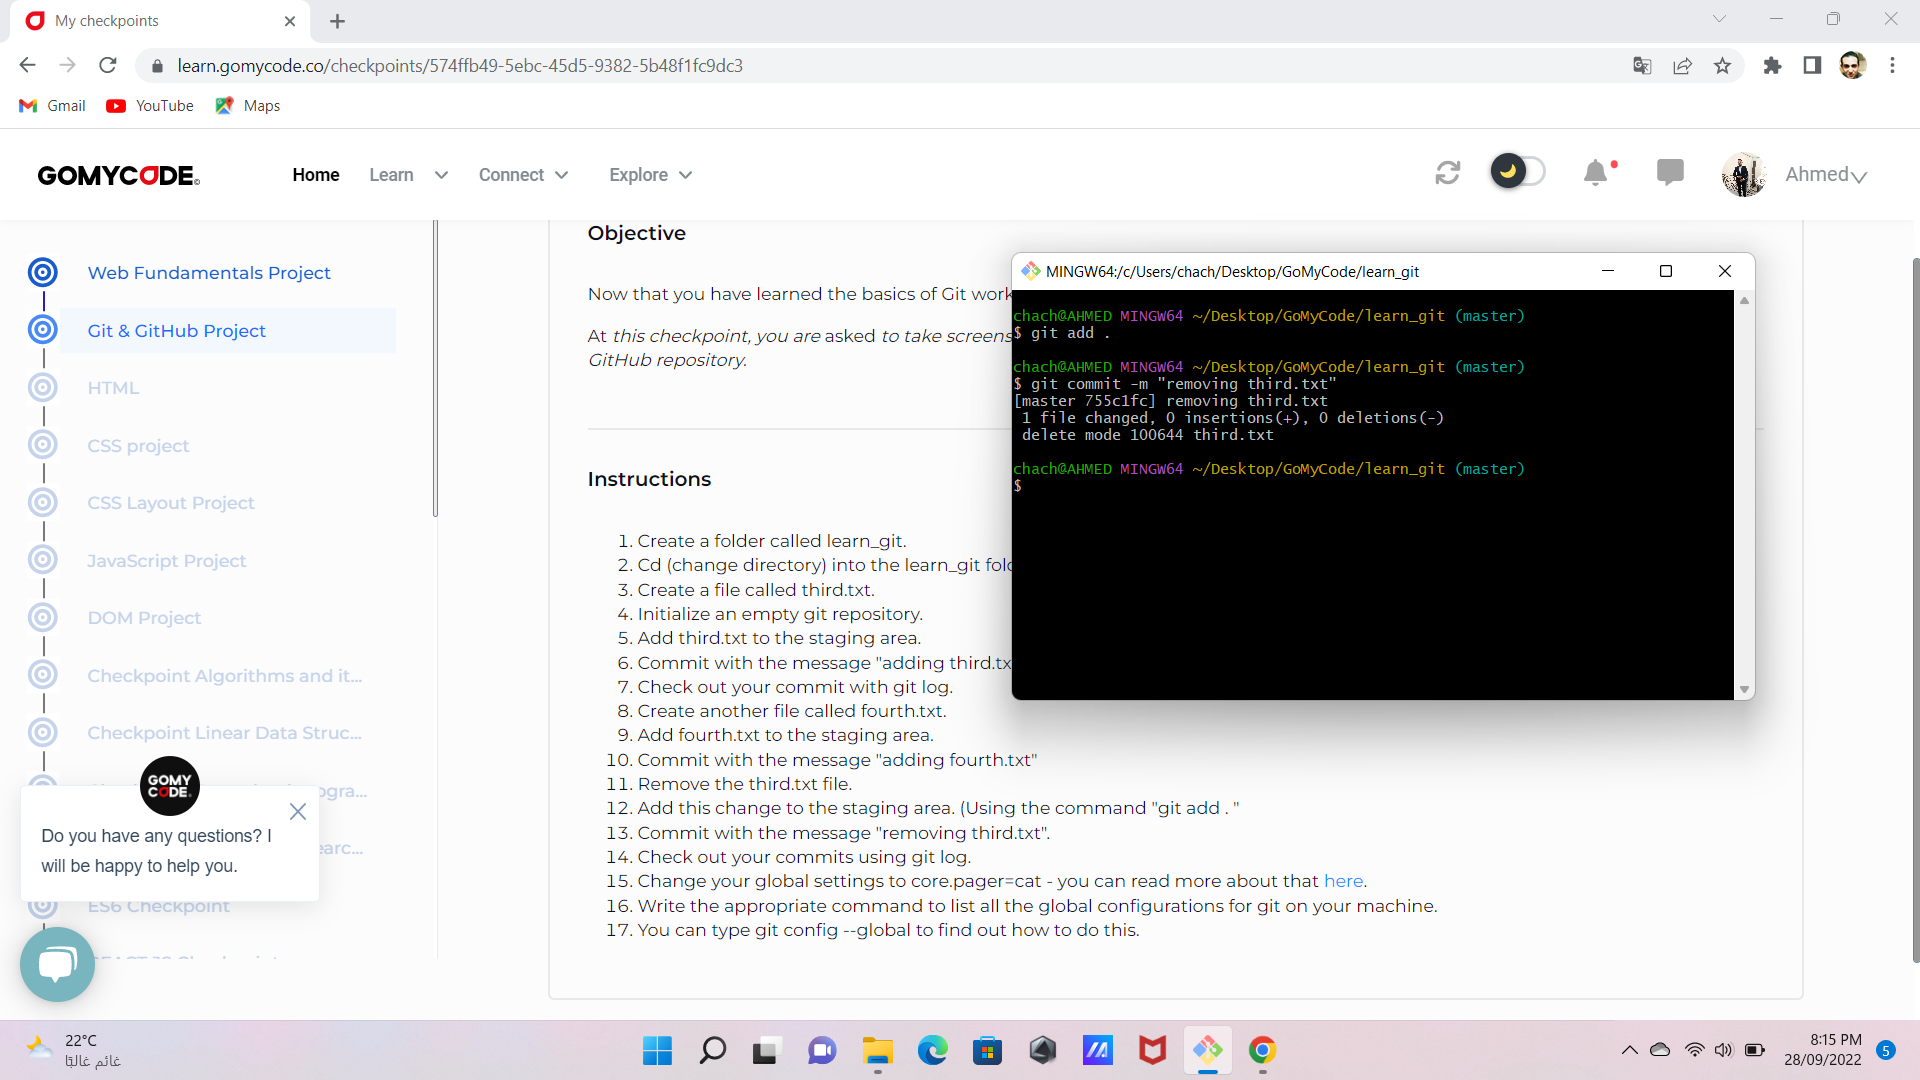 My checkpoints
learn.gomycode.co/checkpoints/574ffb49-5ebc-45d5-9382-5b48f1fc9dc3
Gmail
YouTube
Maps
GOMYCODE
Home
Learn
Connect
Explore
Ahmed
Web Fundamentals Project
Git & GitHub Project
HTML
CSS project
CSS Layout Project
JavaScript Project
DOM Project
Checkpoint Algorithms and it...
Checkpoint Linear Data Struc...
ogra...
earc...
ES6 Checkpoint
GOMY
CODE
Do you have any questions? I
will be happy to help you.
Objective
Now that you have learned the basics of Git work
At this checkpoint, you are asked to take screens
GitHub repository.
Instructions
1. Create a folder called learn_git.
2. Cd (change directory) into the learn_git fold
3. Create a file called third.txt.
4. Initialize an empty git repository.
5. Add third.txt to the staging area.
6. Commit with the message "adding third.tx
7. Check out your commit with git log.
8. Create another file called fourth.txt.
9. Add fourth.txt to the staging area.
10. Commit with the message "adding fourth.txt"
11. Remove the third.txt file.
12. Add this change to the staging area. (Using the command "git add . "
13. Commit with the message "removing third.txt".
14. Check out your commits using git log.
15. Change your global settings to core.pager=cat - you can read more about that here.
16. Write the appropriate command to list all the global configurations for git on your machine.
17. You can type git config --global to find out how to do this.
MINGW64:/c/Users/chach/Desktop/GoMyCode/learn_git
chach@AHMED MINGW64 ~/Desktop/GoMyCode/learn_git (master)
$ git add .
chach@AHMED MINGW64 ~/Desktop/GoMyCode/learn_git (master)
$ git commit -m "removing third.txt"
[master 755c1fc] removing third.txt
1 file changed, 0 insertions(+), 0 deletions(-)
delete mode 100644 third.txt
chach@AHMED MINGW64 ~/Desktop/GoMyCode/learn_git (master)
$
22°C
غائم غالبًا
8:15 PM
28/09/2022
5